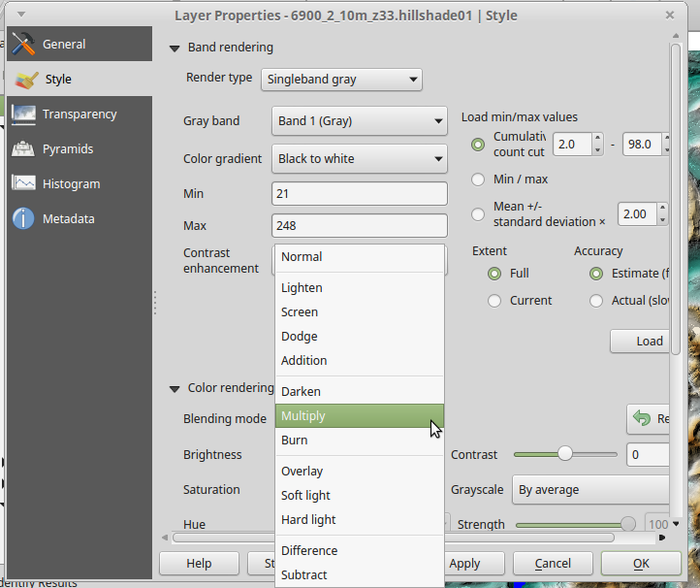 Layer Properties - 6900_2_10m_z33.hillshade01 | Style
General
Style
Transparency
Pyramids
Histogram
Metadata
Band rendering
Render type Singleband gray
Gray band Band 1 (Gray)
Color gradient Black to white
Min 21
Max 248
Contrast
enhancement
Load min/max values
Cumulativ
count cut 2.0 - 98.0
Min / max
Mean +/-
standard deviation × 2.00
Extent Accuracy
Full Estimate (f
Current Actual (slov
Load
Normal
Lighten
Screen
Dodge
Addition
Darken
Multiply
Burn
Overlay
Soft light
Hard light
Difference
Subtract
Color rendering
Blending mode Re
Brightness Contrast 0
Saturation Grayscale By average
Hue Strength 100
Help St Apply Cancel OK
dentify Results